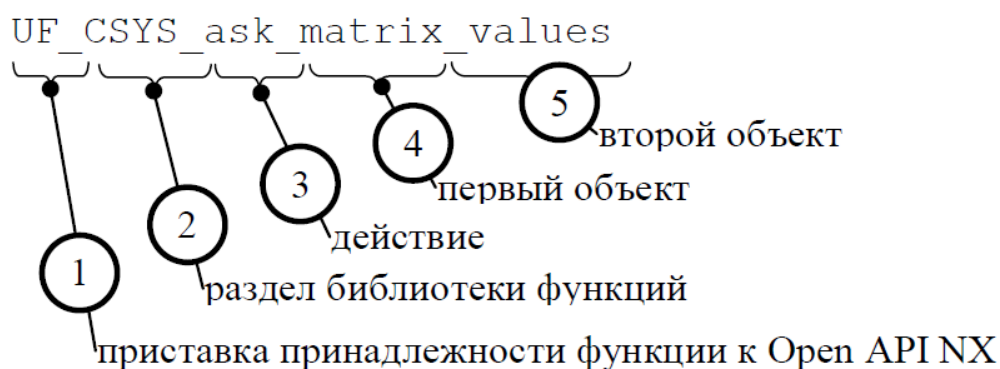 UF_CSYS_ask_matrix_values
5
второй объект
4
первый объект
3
действие
2
раздел библиотеки функций
1
приставка принадлежности функции к Open API NX